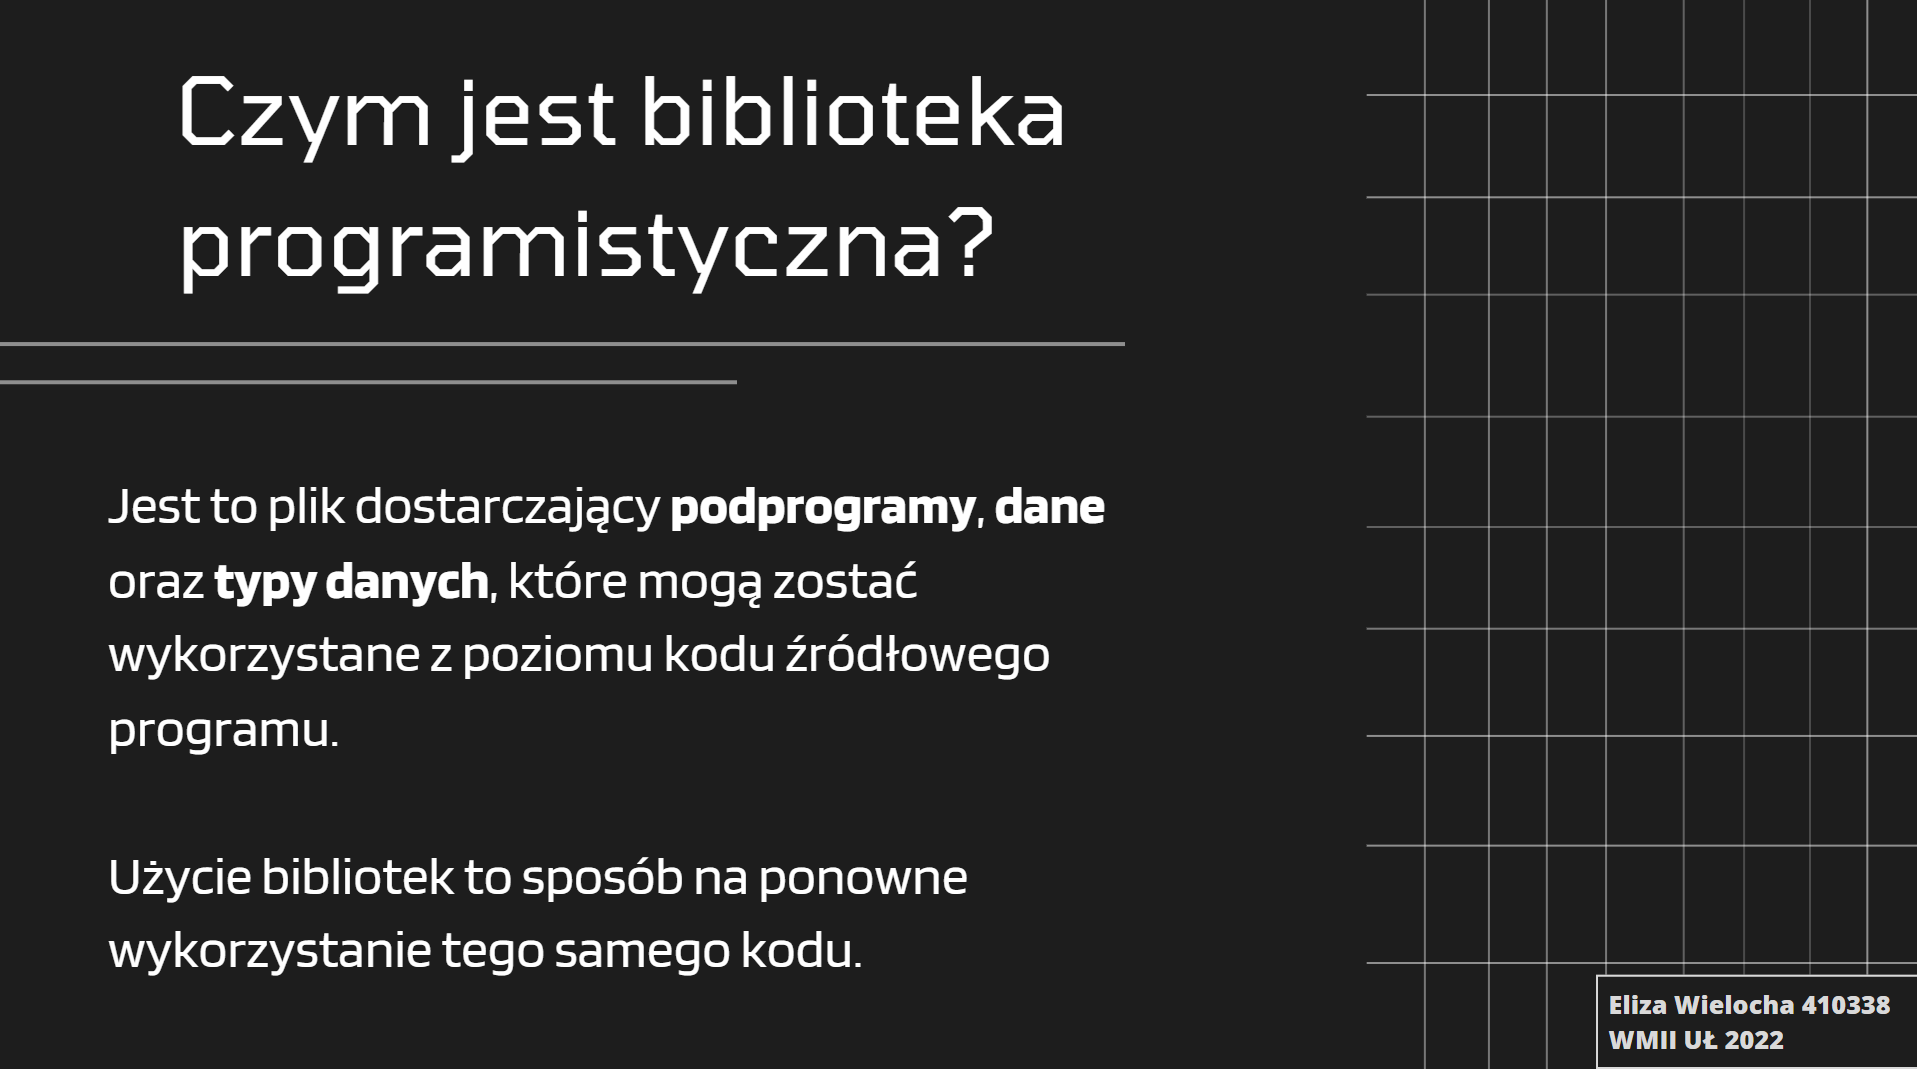 Czym jest biblioteka
programistyczna?
Jest to plik dostarczający podprogramy, dane
oraz typy danych, które mogą zostać
wykorzystane z poziomu kodu źródłowego
programu.
Użycie bibliotek to sposób na ponowne
wykorzystanie tego samego kodu.
Eliza Wielocha 410338
WMII UŁ 2022